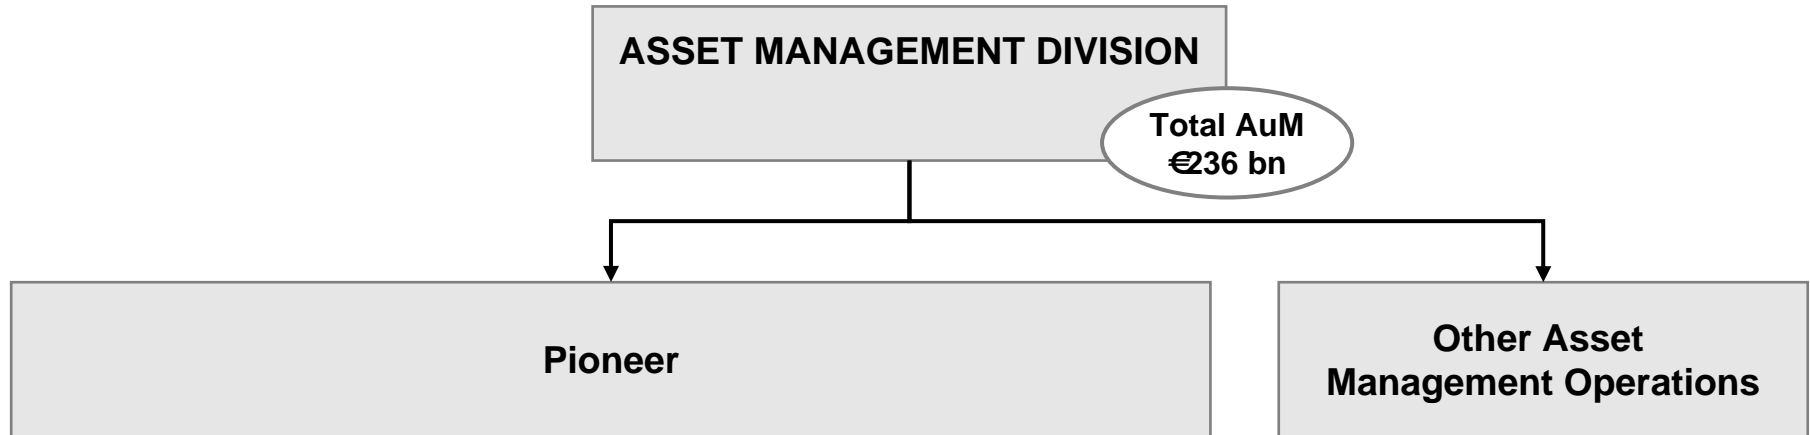 ASSET MANAGEMENT DIVISION
Total AuM
€236 bn
Pioneer
Other Asset
Management Operations